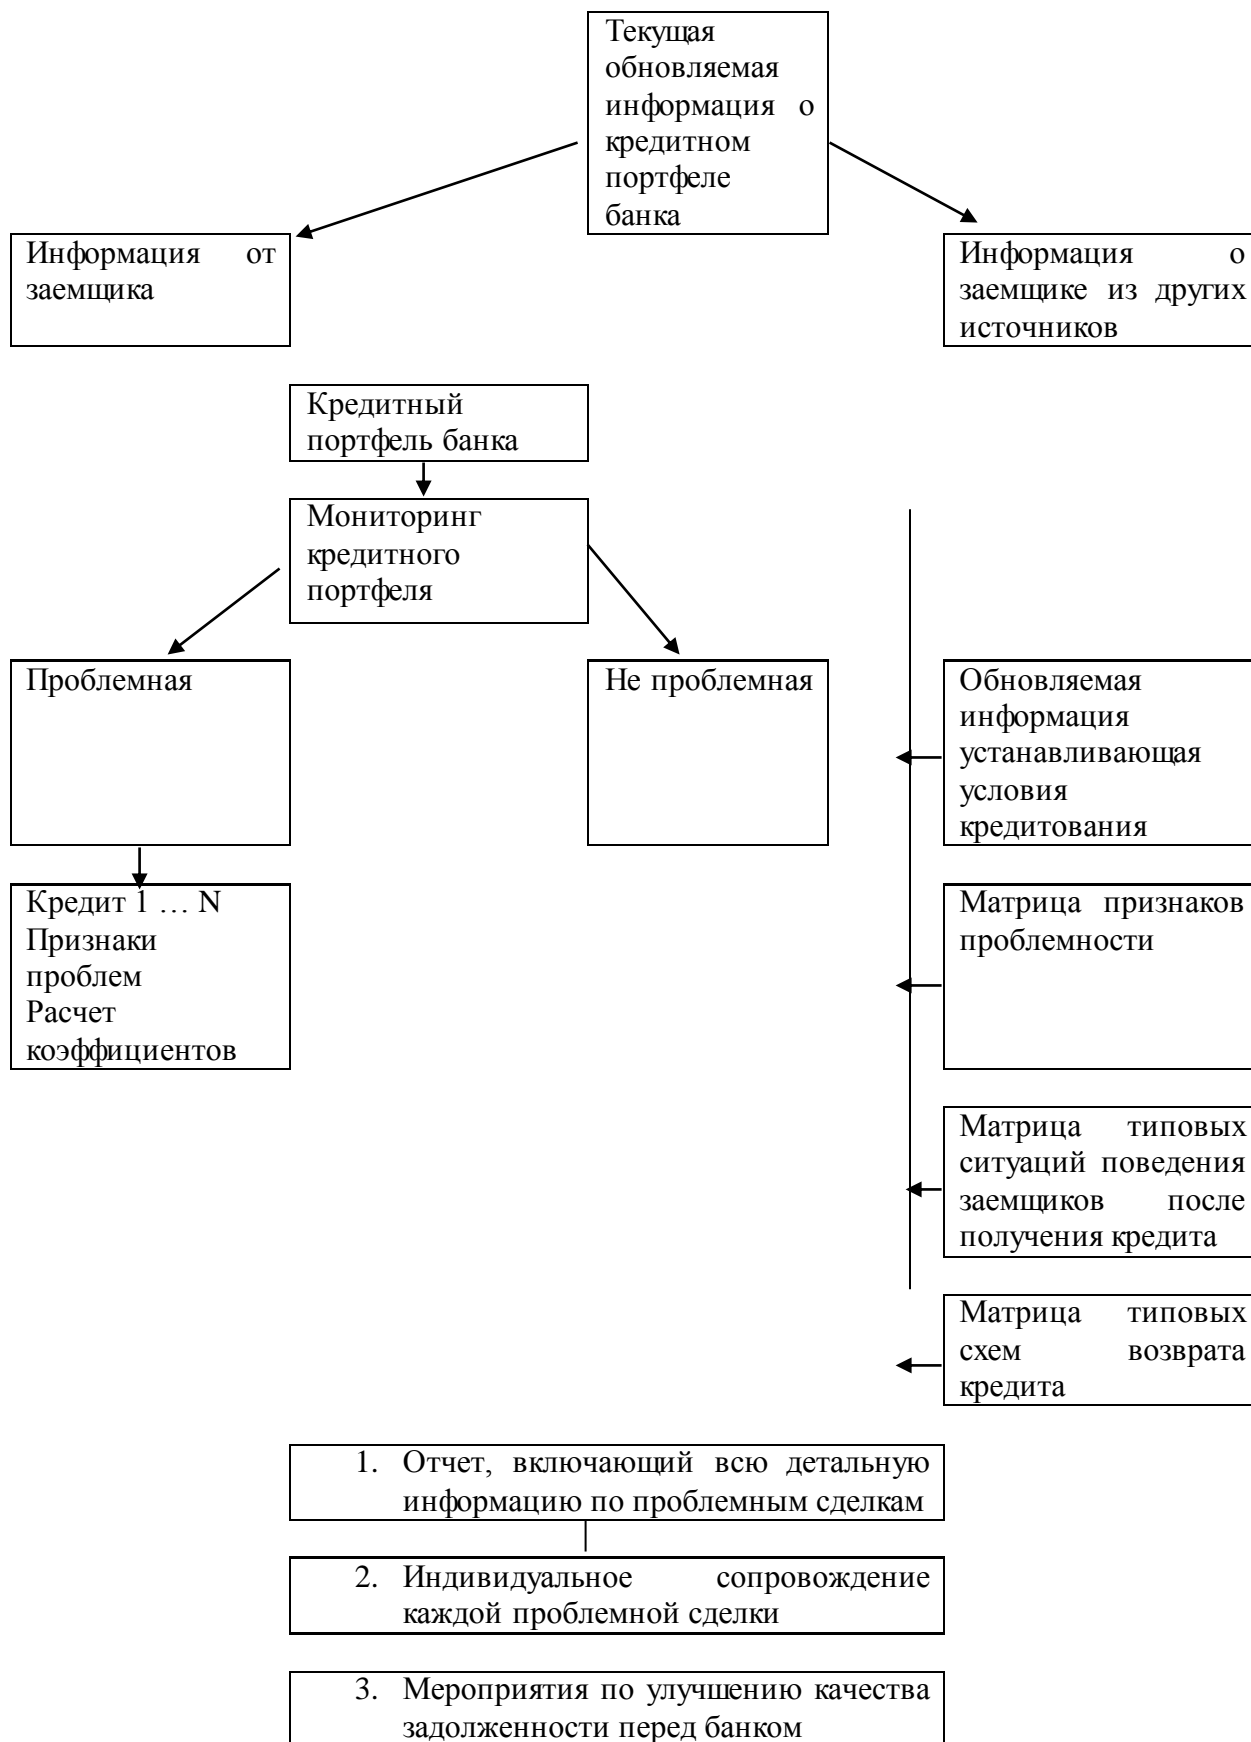 Текущая
обновляемая
информация о
кредитном
портфеле
банка
Информация от
заемщика
Информация о
заемщике из других
источников
Кредитный
портфель банка
Мониторинг
кредитного
портфеля
Проблемная
Не проблемная
Обновляемая
информация
устанавливающая
условия
кредитования
Кредит 1 … N
Признаки
проблем
Расчет
коэффициентов
Матрица признаков
проблемности
Матрица типовых
ситуаций поведения
заемщиков после
получения кредита
Матрица типовых
схем возврата
кредита
1. Отчет, включающий всю детальную
информацию по проблемным сделкам
2. Индивидуальное сопровождение
каждой проблемной сделки
3. Мероприятия по улучшению качества
задолженности перед банком